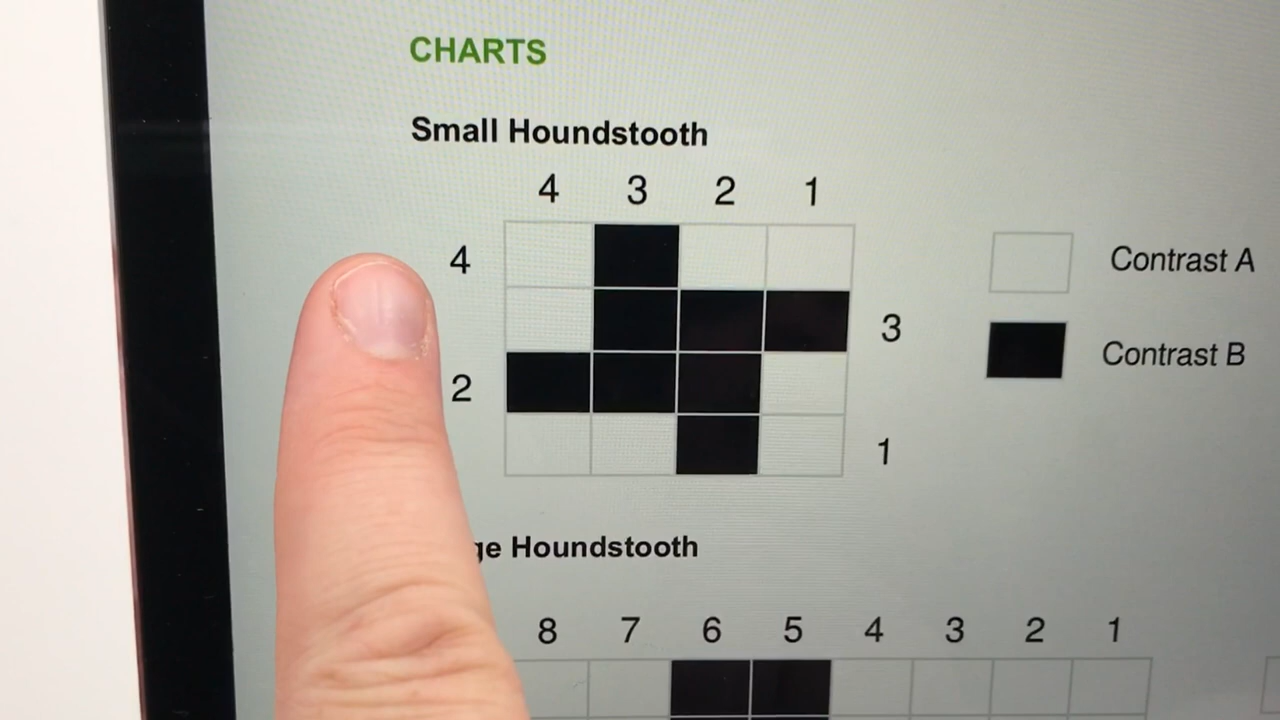 CHARTS
Small Houndstooth
4 3 2 1
4
Contrast A
3
Contrast B
2
1
Houndstooth
8 7 6 5 4 3 2 1